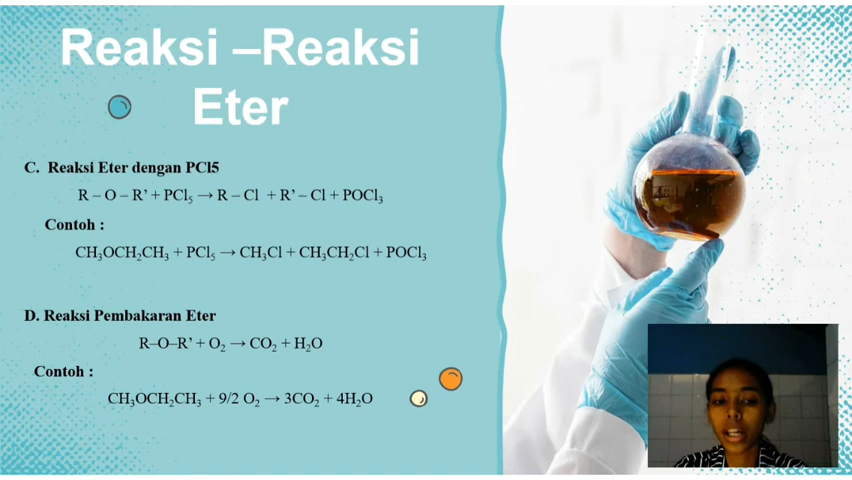 Reaksi –Reaksi
Eter
C. Reaksi Eter dengan PCl5
R – O – R’ + PCl₅ → R – Cl + R’ – Cl + POCl₃
Contoh :
CH₃OCH₂CH₃ + PCl₅ → CH₃Cl + CH₃CH₂Cl + POCl₃
D. Reaksi Pembakaran Eter
R–O–R’ + O₂ → CO₂ + H₂O
Contoh :
CH₃OCH₂CH₃ + 9/2 O₂ → 3CO₂ + 4H₂O